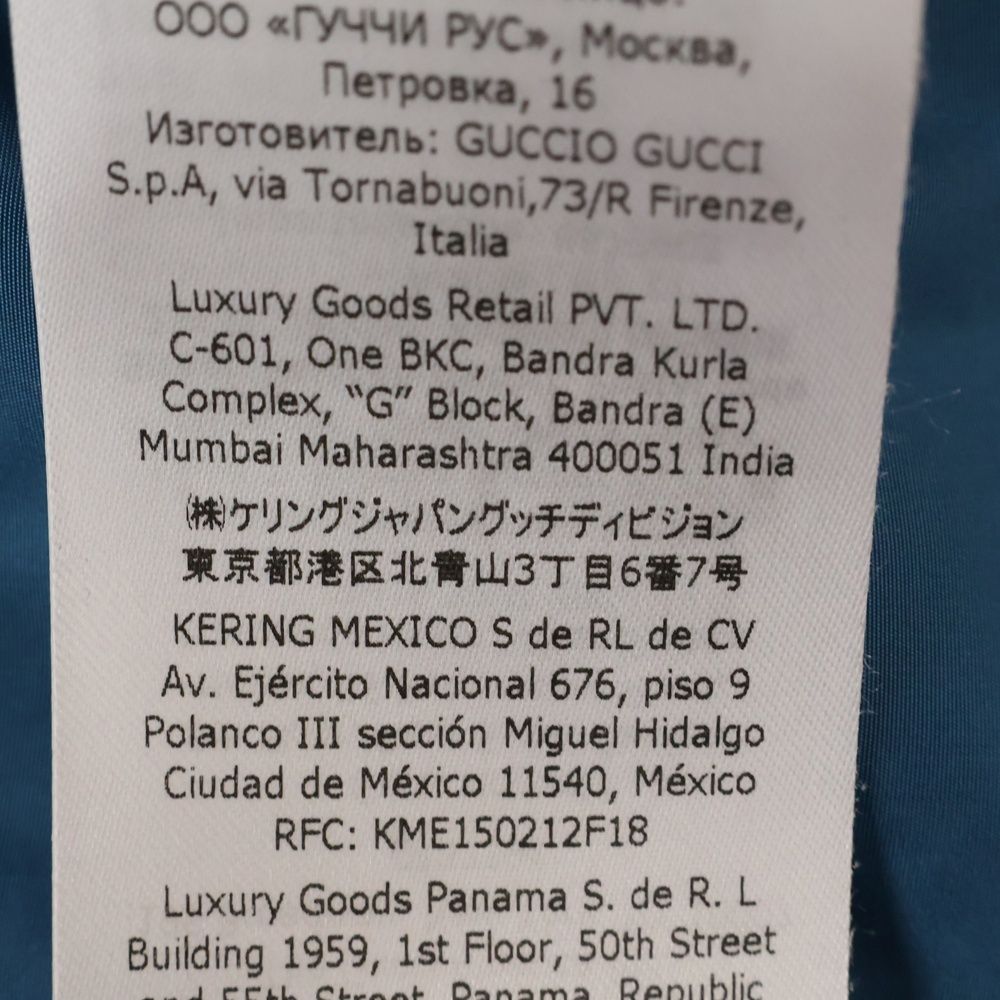 ООО «ГУЧЧИ РУС», Москва,
Петровка, 16
Изготовитель: GUCCIO GUCCI
S.p.A, via Tornabuoni,73/R Firenze,
Italia
Luxury Goods Retail PVT. LTD.
C-601, One BKC, Bandra Kurla
Complex, “G” Block, Bandra (E)
Mumbai Maharashtra 400051 India
㈱ケリングジャパングッチディビジョン
東京都港区北青山3丁目6番7号
KERING MEXICO S de RL de CV
Av. Ejército Nacional 676, piso 9
Polanco III sección Miguel Hidalgo
Ciudad de México 11540, México
RFC: KME150212F18
Luxury Goods Panama S. de R. L
Building 1959, 1st Floor, 50th Street
and 55th Street, Panama, Republic